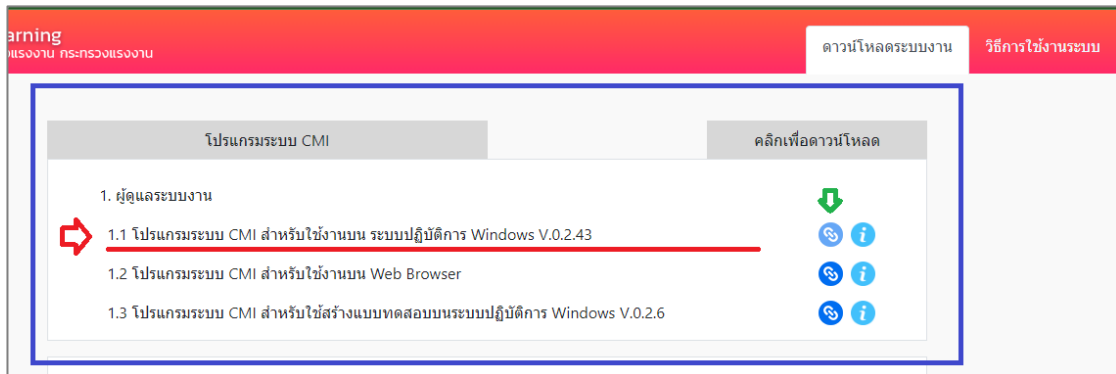 arning
งแรงงาน กระทรวงแรงงาน
ดาวน์โหลดระบบงาน
วิธีการใช้งานระบบ
โปรแกรมระบบ CMI
คลิกเพื่อดาวน์โหลด
1. ผู้ดูแลระบบงาน
1.1 โปรแกรมระบบ CMI สำหรับใช้งานบน ระบบปฏิบัติการ Windows V.0.2.43
1.2 โปรแกรมระบบ CMI สำหรับใช้งานบน Web Browser
1.3 โปรแกรมระบบ CMI สำหรับใช้สร้างแบบทดสอบบนระบบปฏิบัติการ Windows V.0.2.6